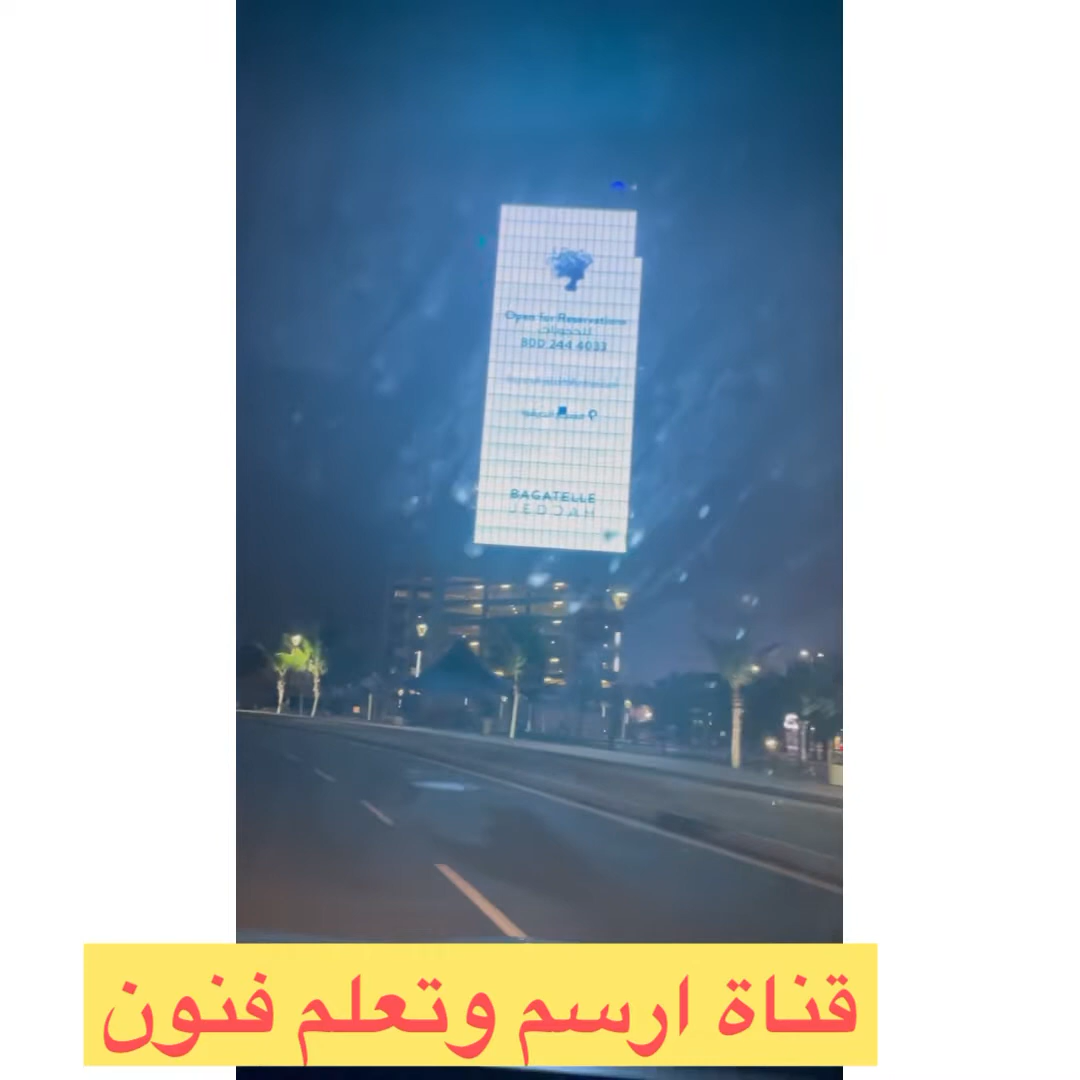 Open for Reservations
للحجوزات
800 244 4033
BAGATELLE
JEDDAH
قناة ارسم وتعلم فنون